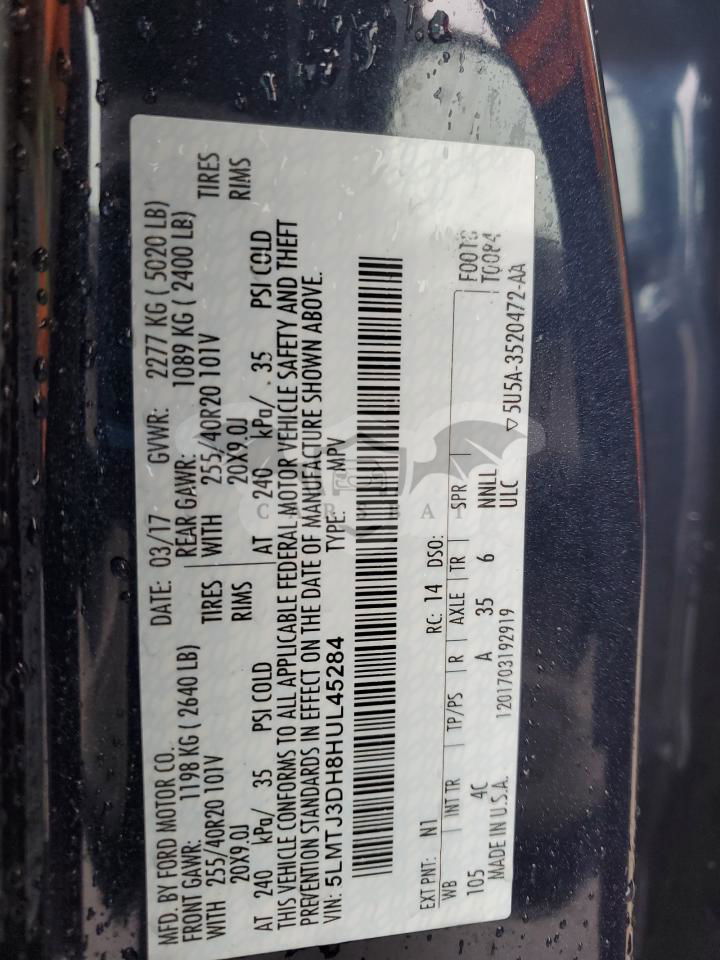 MFD. BY FORD MOTOR CO. DATE: 03/17 GVWR: 2277 KG ( 5020 LB)
FRONT GAWR: 1198 KG ( 2640 LB) REAR GAWR: 1089 KG ( 2400 LB)
WITH 255/40R20 101V TIRES WITH 255/40R20 101V TIRES
20X9.0J RIMS 20X9.0J RIMS
AT 240 kPa/ 35 PSI COLD AT 240 kPa/ 35 PSI COLD
THIS VEHICLE CONFORMS TO ALL APPLICABLE FEDERAL MOTOR VEHICLE SAFETY AND THEFT
PREVENTION STANDARDS IN EFFECT ON THE DATE OF MANUFACTURE SHOWN ABOVE.
VIN: 5LMTJ3DH8HUL45284 TYPE: MPV
CARSBAT
EXT PNT: N1 RC: 14 DSO: F0018
WB INT TR TP/PS R AXLE TR SPR T0084
105 4C A 35 6 NNLL
MADE IN U.S.A. 1201703192919 ULC ▽5U5A-3520472-AA